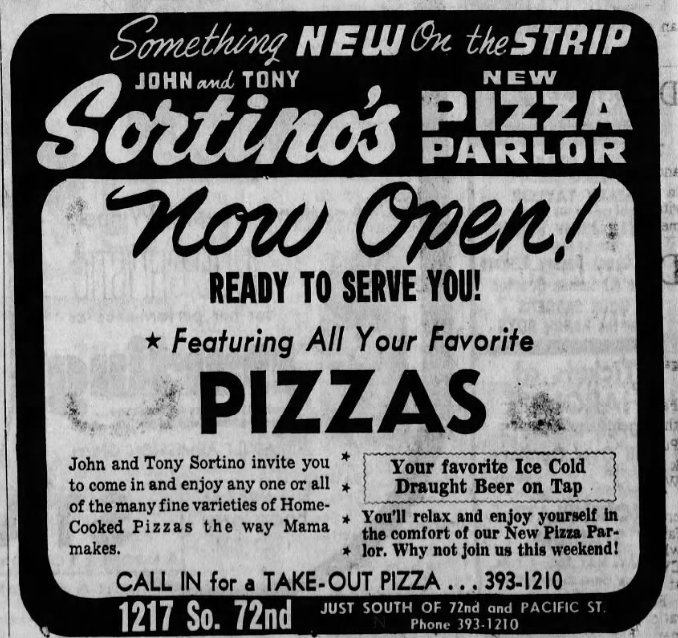 Something NEW On the STRIP
JOHN and TONY
Sortino's
NEW
PIZZA
PARLOR
Now Open!
READY TO SERVE YOU!
★ Featuring All Your Favorite
PIZZAS
John and Tony Sortino invite you
to come in and enjoy any one or all
of the many fine varieties of Home-
Cooked Pizzas the way Mama
makes.
★
★
★
★
Your favorite Ice Cold
Draught Beer on Tap
You'll relax and enjoy yourself in
the comfort of our New Pizza Par-
lor. Why not join us this weekend!
CALL IN for a TAKE-OUT PIZZA . . . 393-1210
1217 So. 72nd
JUST SOUTH OF 72nd and PACIFIC ST.
Phone 393-1210